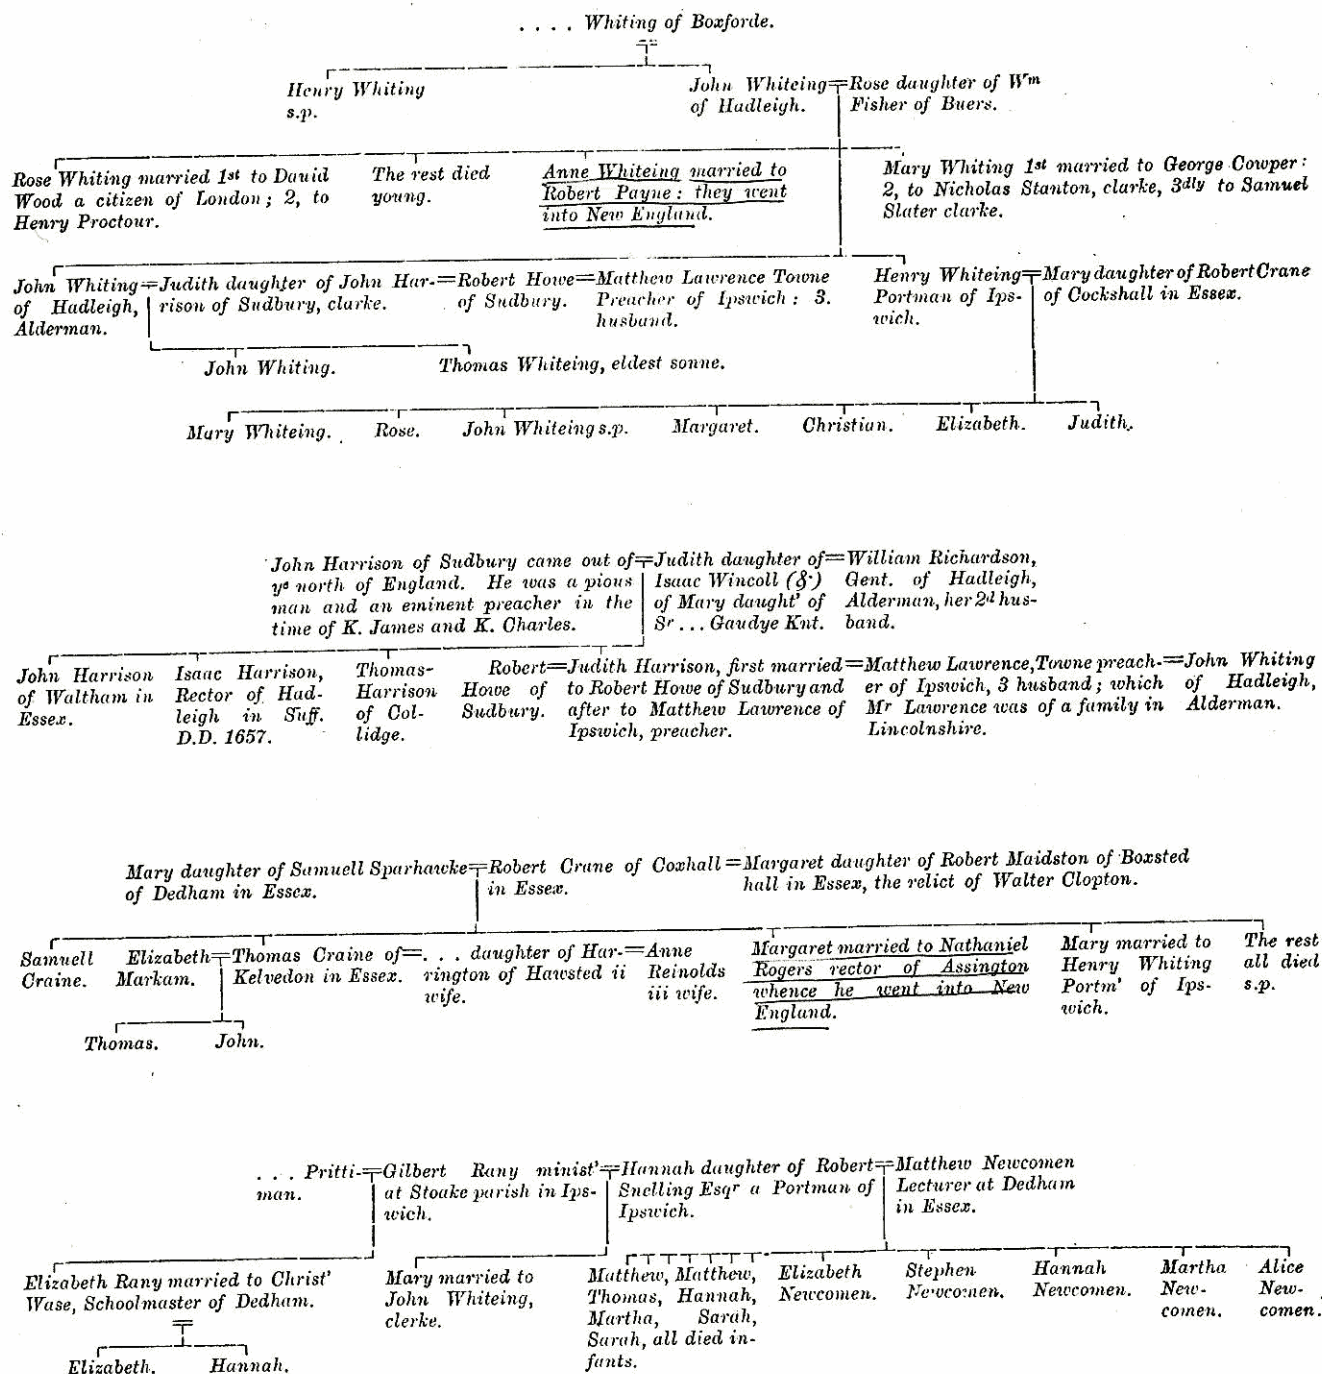 . . . . Whiting of Boxforde.
Henry Whiting
s.p.
John Whiteing=Rose daughter of Wm
of Hadleigh. Fisher of Buers.
Rose Whiting married 1st to Dauid
Wood a citizen of London; 2, to
Henry Proctour.
The rest died
young.
Anne Whiteing married to
Robert Payne: they went
into New England.
Mary Whiting 1st married to George Cowper:
2, to Nicholas Stanton, clarke, 3dly to Samuel
Slater clarke.
John Whiting=Judith daughter of John Har-=Robert Howe=Matthew Lawrence Towne
of Hadleigh, rison of Sudbury, clarke. of Sudbury. Preacher of Ipswich: 3.
Alderman. husband.
Henry Whiteing=Mary daughter of Robert Crane
Portman of Ips- of Cockshall in Essex.
wich.
John Whiting. Thomas Whiteing, eldest sonne.
Mary Whiteing. Rose. John Whiteing s.p. Margaret. Christian. Elizabeth. Judith.
John Harrison of Sudbury came out of=Judith daughter of=William Richardson,
ye north of England. He was a pious Isaac Wincoll (&.) Gent. of Hadleigh,
man and an eminent preacher in the of Mary daught' of Alderman, her 2d hus-
time of K. James and K. Charles. Sr ... Gaudye Knt. band.
John Harrison
of Waltham in
Essex.
Isaac Harrison,
Rector of Had-
leigh in Suff.
D.D. 1657.
Thomas-
Harrison
of Col-
lidge.
Robert=Judith Harrison, first married=Matthew Lawrence, Towne preach-=John Whiting
Howe of to Robert Howe of Sudbury and er of Ipswich, 3 husband; which of Hadleigh,
Sudbury. after to Matthew Lawrence of Mr Lawrence was of a family in Alderman.
Ipswich, preacher. Lincolnshire.
Mary daughter of Samuell Sparhawke=Robert Crane of Coxhall=Margaret daughter of Robert Maidston of Boxsted
of Dedham in Essex. in Essex. hall in Essex, the relict of Walter Clopton.
Samuell
Craine.
Elizabeth=Thomas Craine of=. . . daughter of Har-=Anne
Markam. Kelvedon in Essex. rington of Hawsted ii Reinolds
wife. iii wife.
Margaret married to Nathaniel
Rogers rector of Assington
whence he went into New
England.
Mary married to
Henry Whiting
Portm' of Ips-
wich.
The rest
all died
s.p.
Thomas. John.
. . . Pritti-=Gilbert Rany minist'=Hannah daughter of Robert=Matthew Newcomen
man. at Stoake parish in Ips- Snelling Esqr a Portman of Lecturer at Dedham
wich. Ipswich. in Essex.
Elizabeth Rany married to Christ'
Wase, Schoolmaster of Dedham.
Mary married to
John Whiteing,
clerke.
Matthew, Matthew,
Thomas, Hannah,
Martha, Sarah,
Sarah, all died in-
fants.
Elizabeth
Newcomen.
Stephen
Newcomen.
Hannah
Newcomen.
Martha
New-
comen.
Alice
New-
comen.
Elizabeth. Hannah.